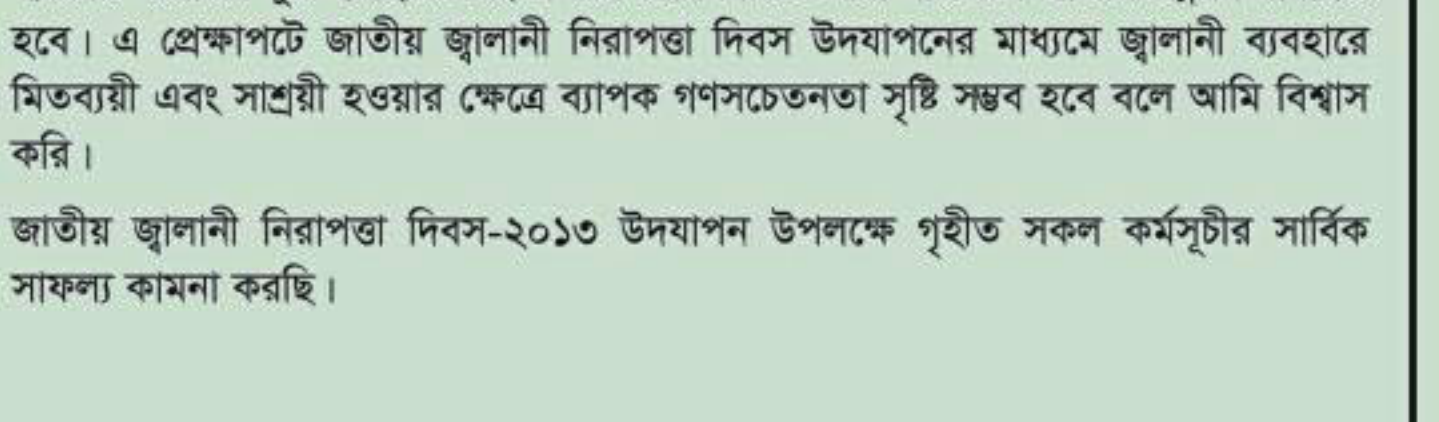 হবে। এ প্রেক্ষাপটে জাতীয় জ্বালানী নিরাপত্তা দিবস উদযাপনের মাধ্যমে জ্বালানী ব্যবহারে
মিতব্যয়ী এবং সাশ্রয়ী হওয়ার ক্ষেত্রে ব্যাপক গণসচেতনতা সৃষ্টি সম্ভব হবে বলে আমি বিশ্বাস
করি।
জাতীয় জ্বালানী নিরাপত্তা দিবস-২০১৩ উদযাপন উপলক্ষে গৃহীত সকল কর্মসূচীর সার্বিক
সাফল্য কামনা করছি।